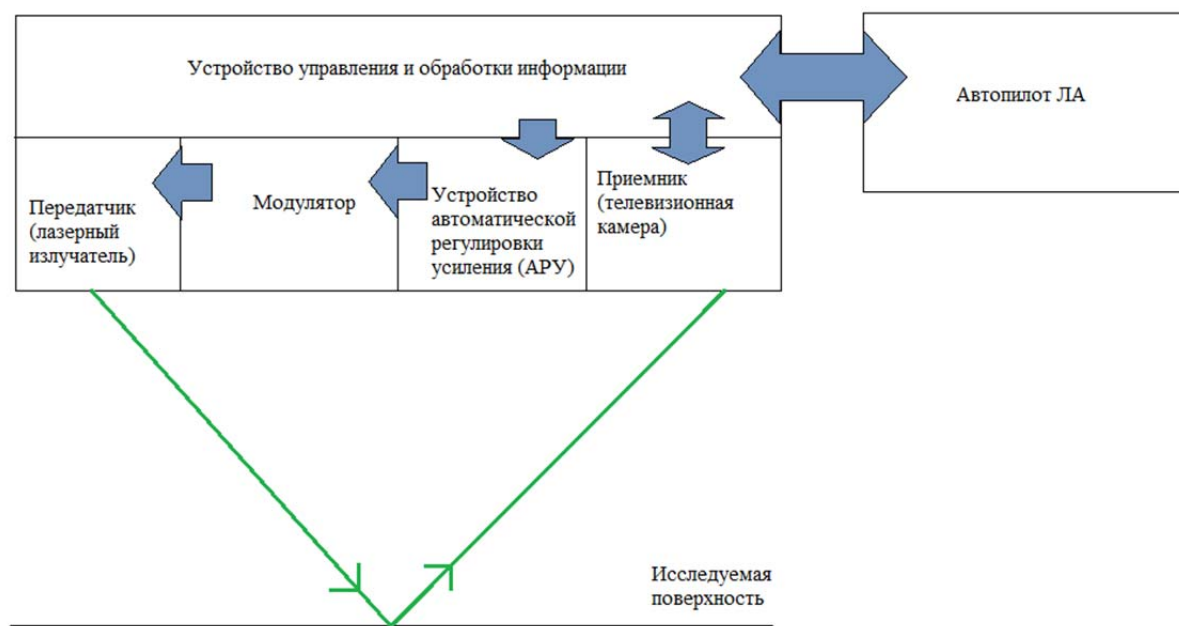 Устройство управления и обработки информации
Автопилот ЛА
Передатчик
(лазерный
излучатель)
Модулятор
Устройство
автоматической
регулировки
усиления (АРУ)
Приемник
(телевизионная
камера)
Исследуемая
поверхность